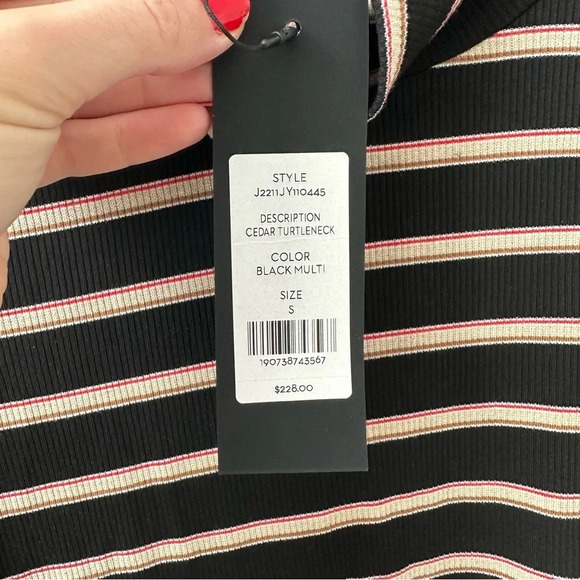 STYLE
J2211JY110445
DESCRIPTION
CEDAR TURTLENECK
COLOR
BLACK MULTI
SIZE
S
190738743567
$228.00